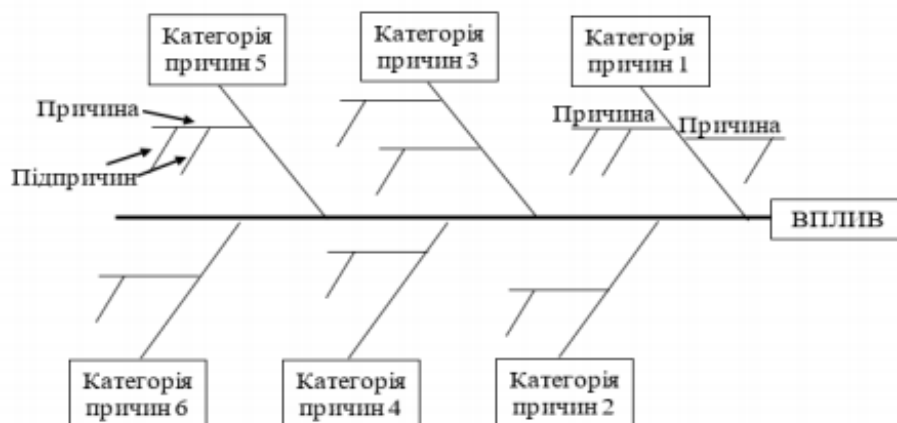 Категорія
причин 5
Категорія
причин 3
Категорія
причин 1
Причина
Причина
Причина
Підпричин
ВПЛИВ
Категорія
причин 6
Категорія
причин 4
Категорія
причин 2